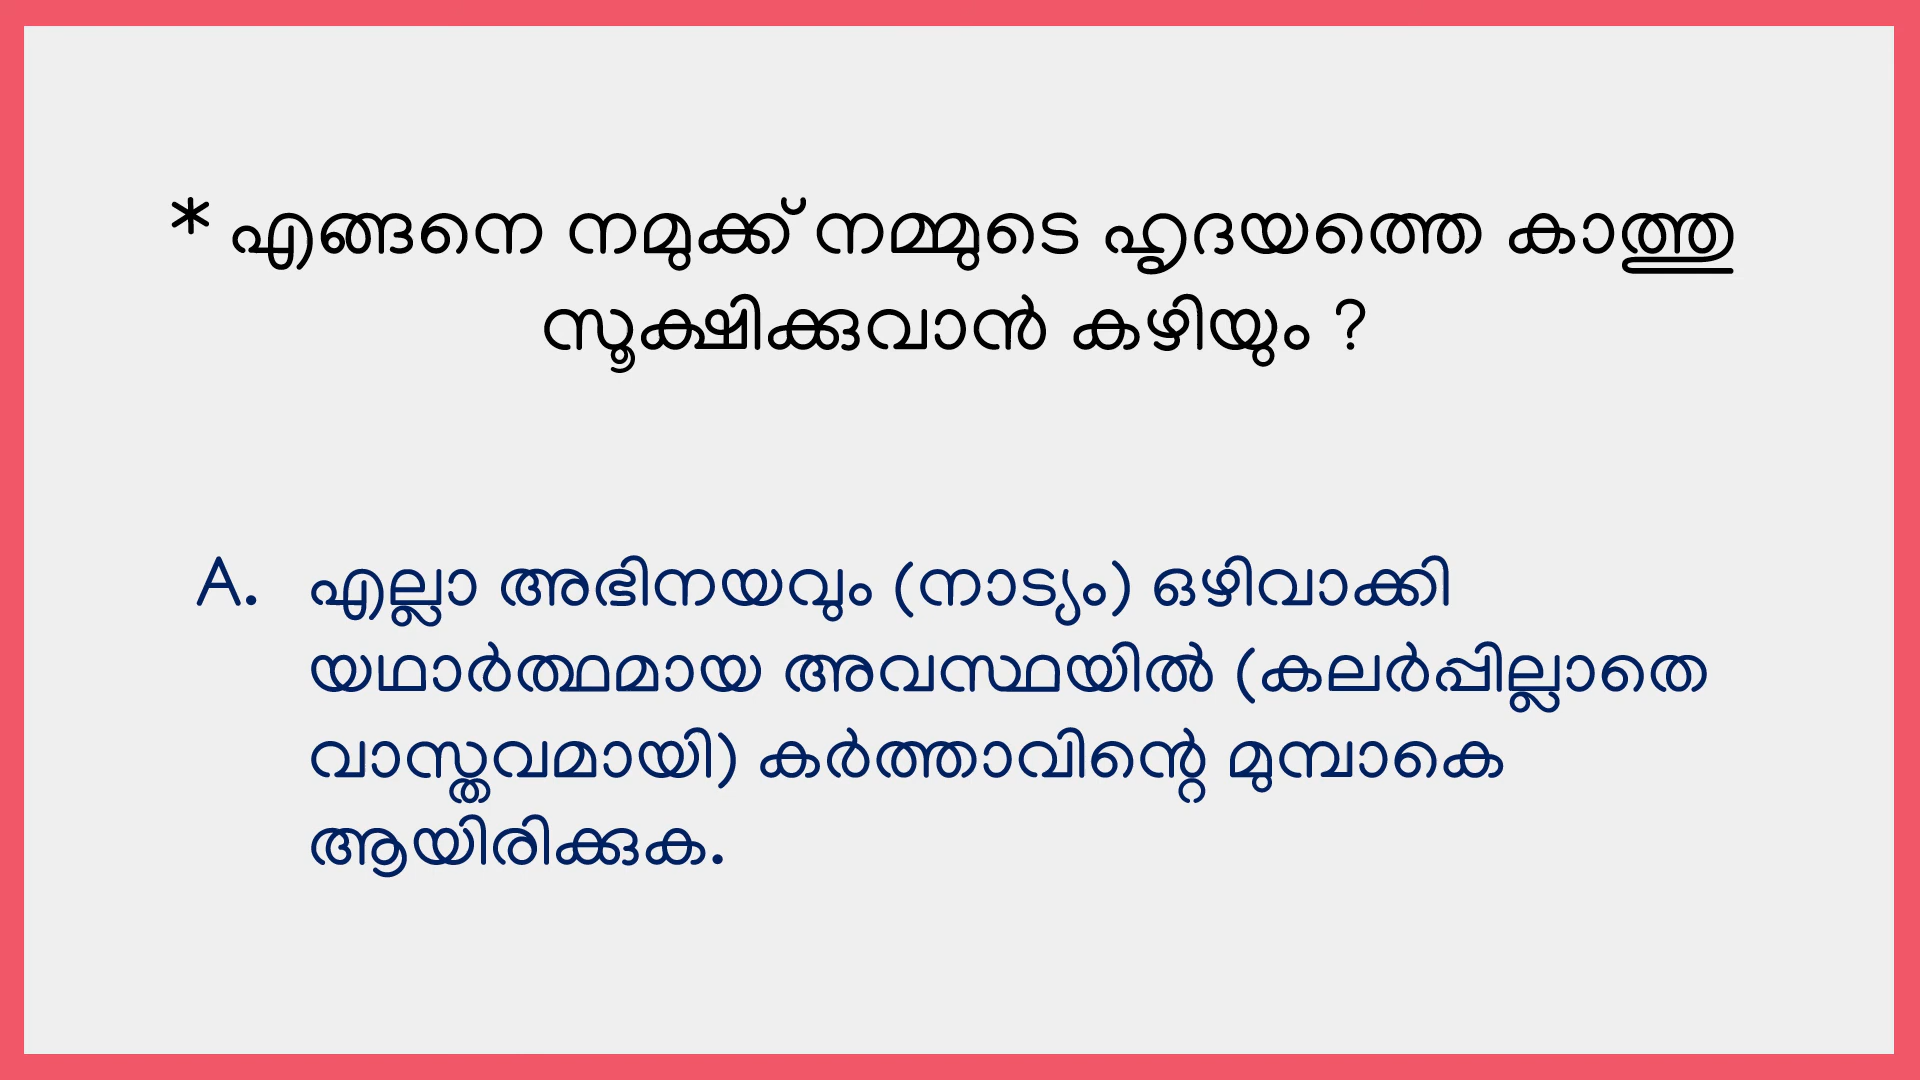 * എങ്ങനെ നമുക്ക് നമ്മുടെ ഹൃദയത്തെ കാത്തു
സൂക്ഷിക്കുവാൻ കഴിയും ?
A. എല്ലാ അഭിനയവും (നാട്യം) ഒഴിവാക്കി
യഥാർത്ഥമായ അവസ്ഥയിൽ (കലർപ്പില്ലാതെ
വാസ്തവമായി) കർത്താവിന്റെ മുമ്പാകെ
ആയിരിക്കുക.